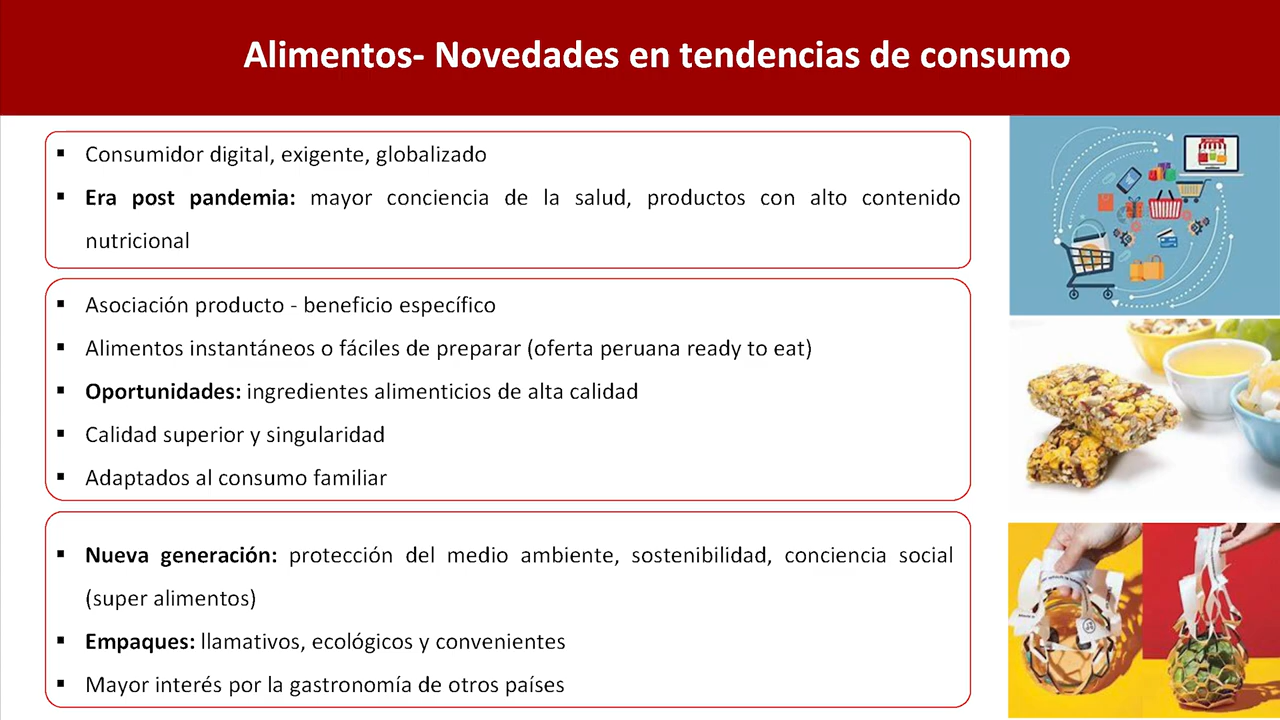 Alimentos- Novedades en tendencias de consumo
▪ Consumidor digital, exigente, globalizado
▪ Era post pandemia: mayor conciencia de la salud, productos con alto contenido
nutricional
▪ Asociación producto - beneficio específico
▪ Alimentos instantáneos o fáciles de preparar (oferta peruana ready to eat)
▪ Oportunidades: ingredientes alimenticios de alta calidad
▪ Calidad superior y singularidad
▪ Adaptados al consumo familiar
▪ Nueva generación: protección del medio ambiente, sostenibilidad, conciencia social
(super alimentos)
▪ Empaques: llamativos, ecológicos y convenientes
▪ Mayor interés por la gastronomía de otros países